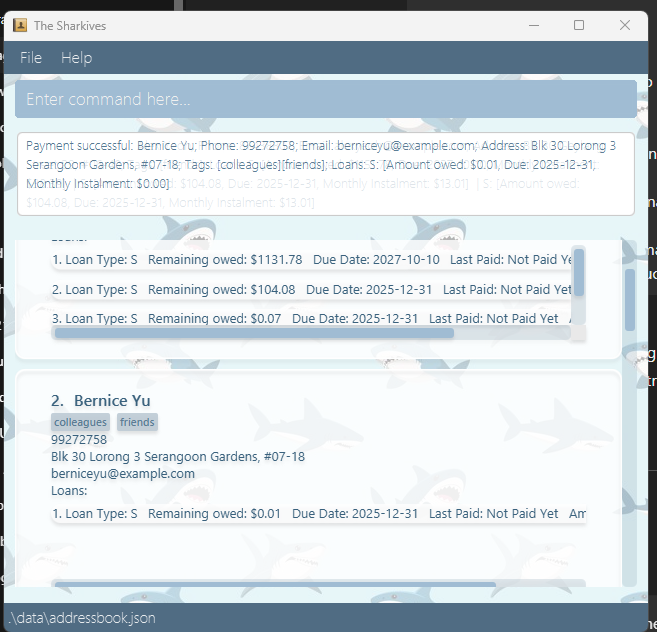 The Sharkives
File Help
Enter command here...
Payment successful: Bernice Yu; Phone: 99272758; Email: berniceyu@example.com; Address: Blk 30 Lorong 3
Serangoon Gardens, #07-18; Tags: [colleagues][friends]; Loans: S: [Amount owed: $0.01, Due: 2025-12-31,
Monthly Instalment: $0.00] $104.08, Due: 2025-12-31, Monthly Instalment: $13.01] | S. [Amount owed:
$104.08, Due: 2025-12-31, Monthly Instalment: $13.01]
Loans:
1. Loan Type: S Remaining owed: $1131.78 Due Date: 2027-10-10 Last Paid: Not Paid Ye
2. Loan Type: S Remaining owed: $104.08 Due Date: 2025-12-31 Last Paid: Not Paid Yet
3. Loan Type: S Remaining owed: $0.07 Due Date: 2025-12-31 Last Paid: Not Paid Yet
2. Bernice Yu
colleagues friends
99272758
Blk 30 Lorong 3 Serangoon Gardens, #07-18
berniceyu@example.com
Loans:
1. Loan Type: S Remaining owed: $0.01 Due Date: 2025-12-31 Last Paid: Not Paid Yet Am
.\data\addressbook.json